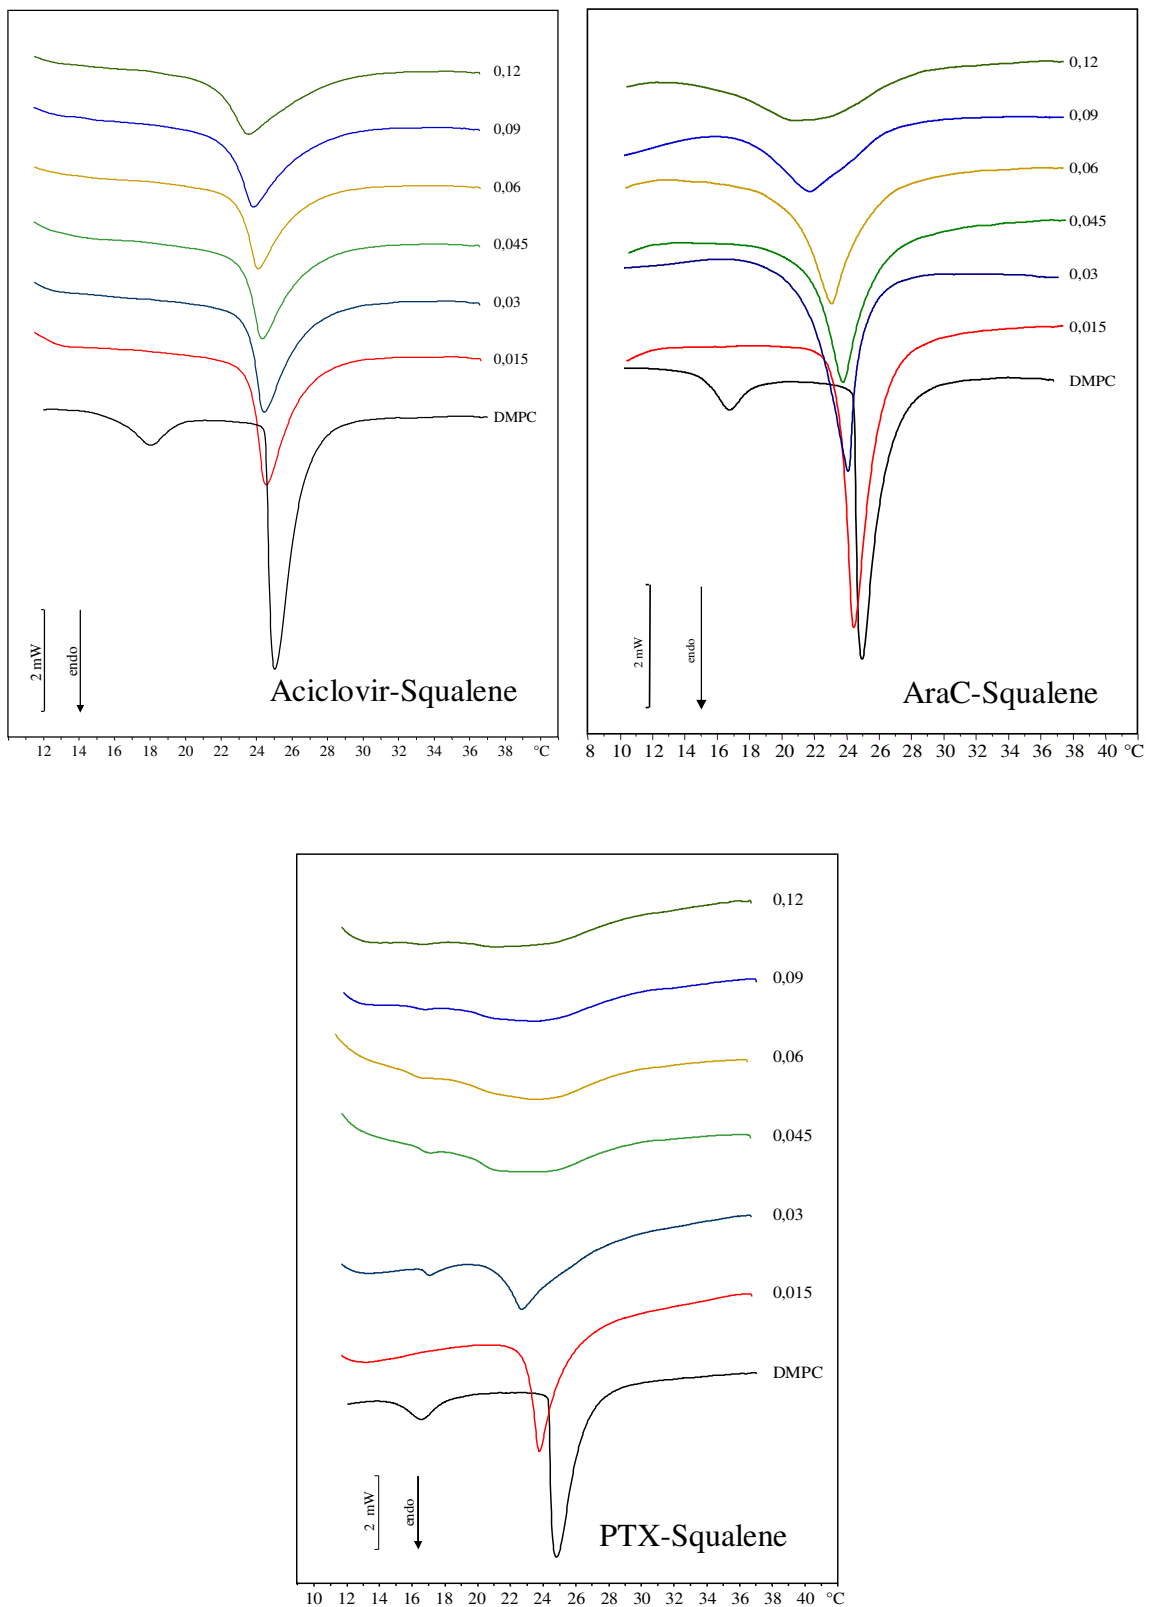 0,12
0,09
0,06
0,045
0,03
0,015
DMPC
2 mW
endo
Aciclovir-Squalene
12 14 16 18 20 22 24 26 28 30 32 34 36 38 °C
0,12
0,09
0,06
0,045
0,03
0,015
DMPC
2 mW
endo
AraC-Squalene
8 10 12 14 16 18 20 22 24 26 28 30 32 34 36 38 40 °C
0,12
0,09
0,06
0,045
0,03
0,015
DMPC
2 mW
endo
PTX-Squalene
10 12 14 16 18 20 22 24 26 28 30 32 34 36 38 40 °C